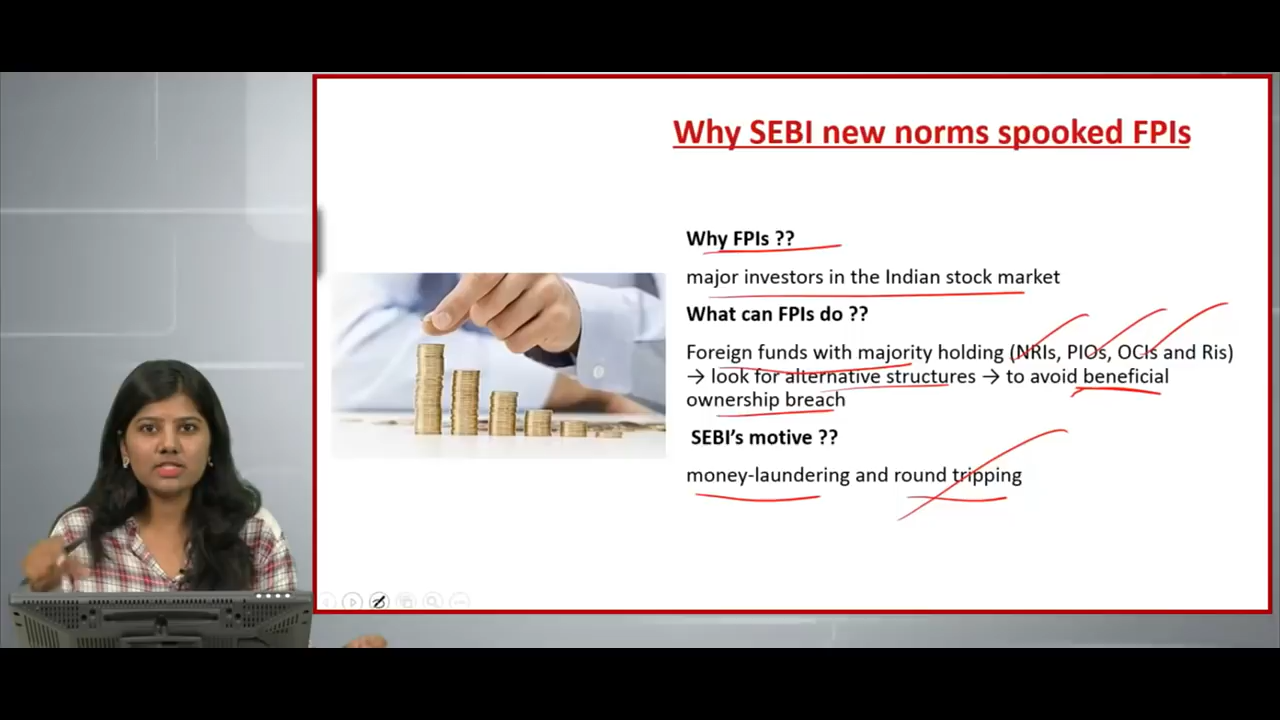 Why SEBI new norms spooked FPIs
Why FPIs ??
major investors in the Indian stock market
What can FPIs do ??
Foreign funds with majority holding (NRIs, PIOs, OCIs and Ris)
→ look for alternative structures → to avoid beneficial
ownership breach
SEBI's motive ??
money-laundering and round tripping